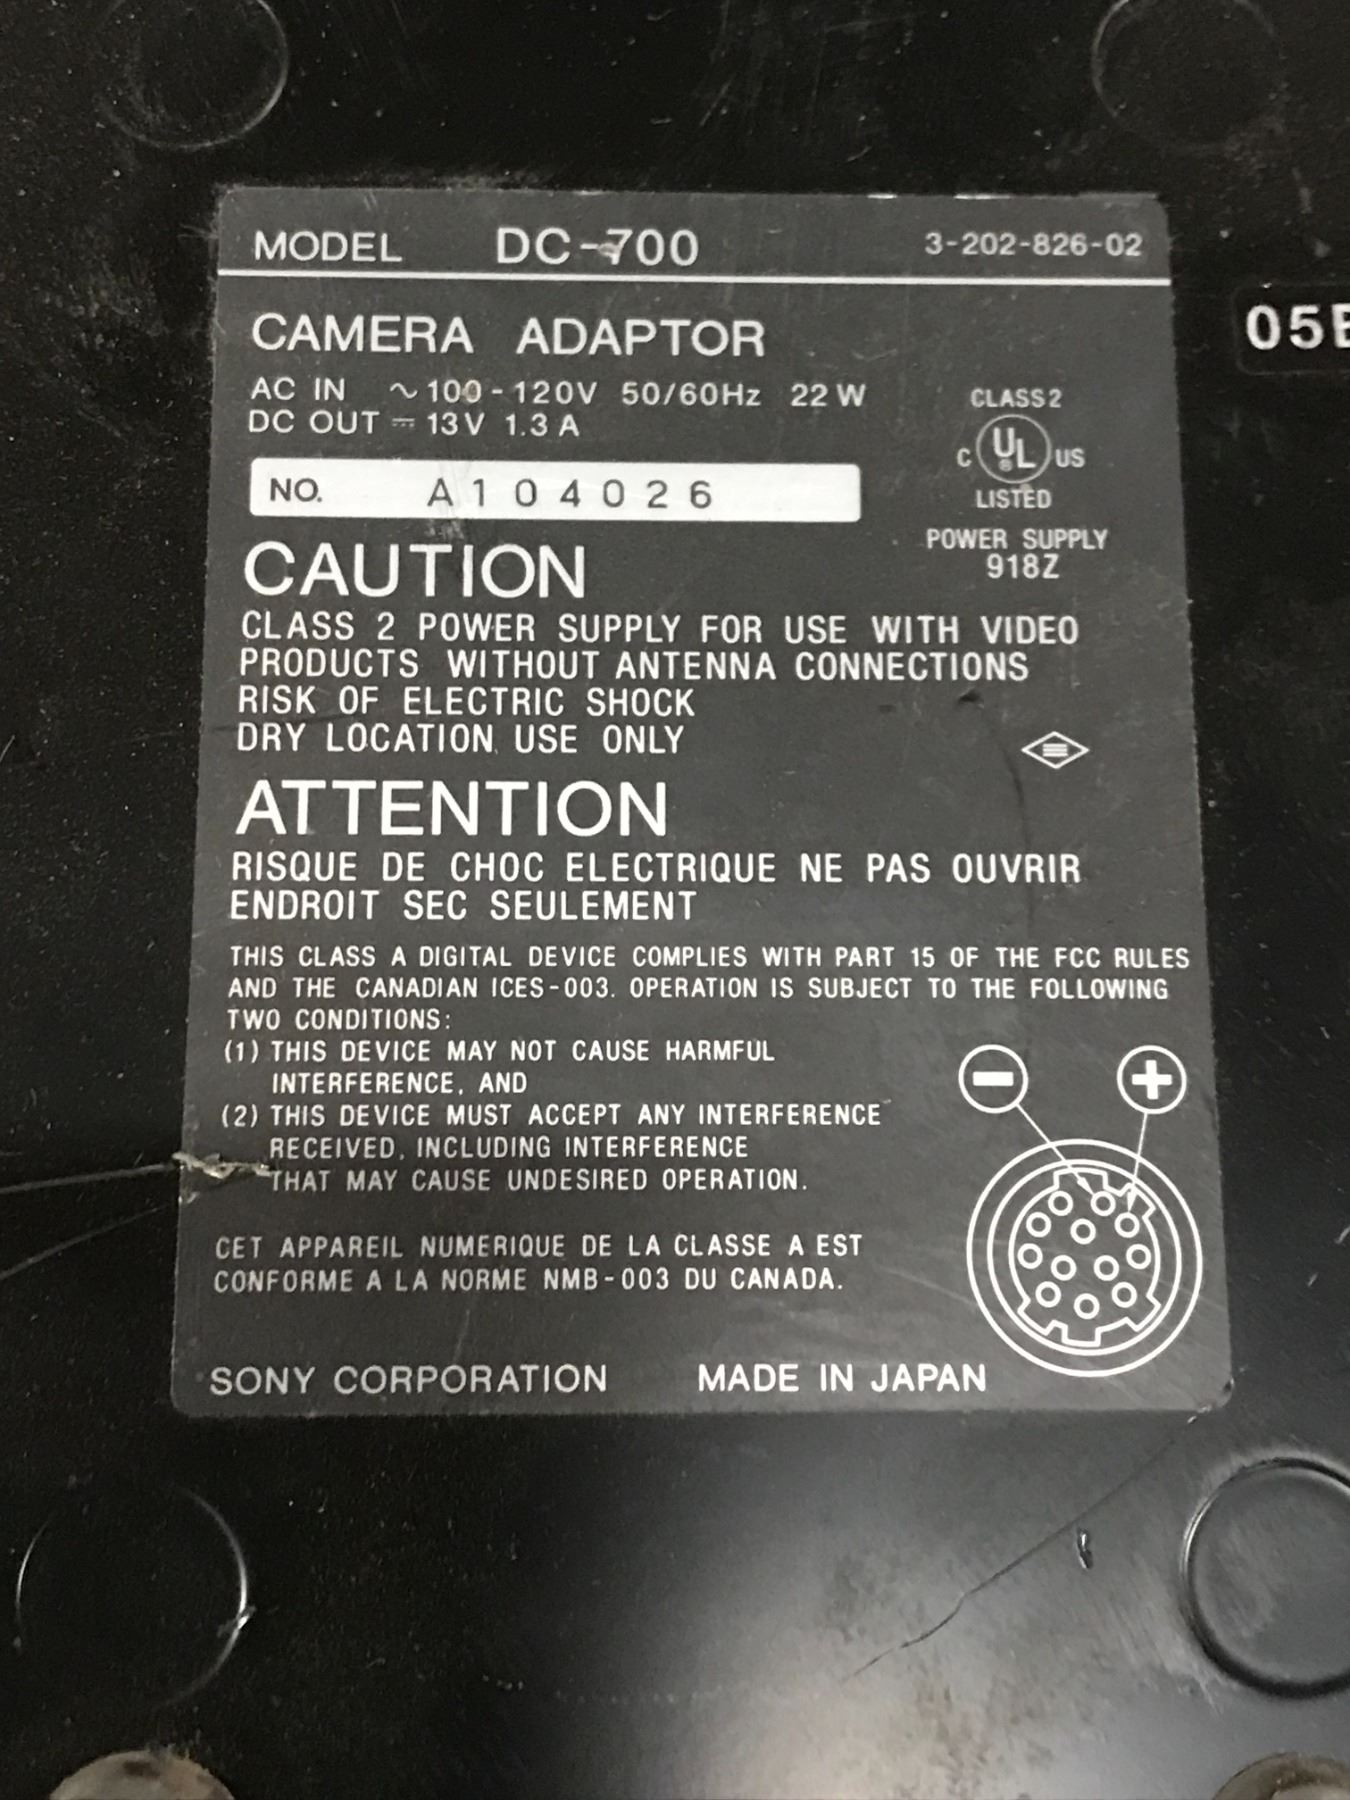 MODEL DC-700 3-202-826-02
05
CAMERA ADAPTOR
AC IN ~100-120V 50/60Hz 22W
DC OUT ⎓ 13V 1.3A
CLASS2
C UL® US
LISTED
NO. A104026
POWER SUPPLY
918Z
CAUTION
CLASS 2 POWER SUPPLY FOR USE WITH VIDEO
PRODUCTS WITHOUT ANTENNA CONNECTIONS
RISK OF ELECTRIC SHOCK
DRY LOCATION USE ONLY
ATTENTION
RISQUE DE CHOC ELECTRIQUE NE PAS OUVRIR
ENDROIT SEC SEULEMENT
THIS CLASS A DIGITAL DEVICE COMPLIES WITH PART 15 OF THE FCC RULES
AND THE CANADIAN ICES-003. OPERATION IS SUBJECT TO THE FOLLOWING
TWO CONDITIONS:
(1) THIS DEVICE MAY NOT CAUSE HARMFUL
INTERFERENCE, AND
(2) THIS DEVICE MUST ACCEPT ANY INTERFERENCE
RECEIVED, INCLUDING INTERFERENCE
THAT MAY CAUSE UNDESIRED OPERATION.
CET APPAREIL NUMERIQUE DE LA CLASSE A EST
CONFORME A LA NORME NMB-003 DU CANADA.
SONY CORPORATION MADE IN JAPAN